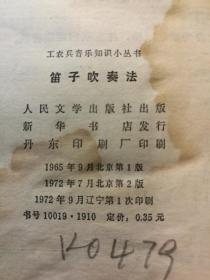 工农兵音乐知识小丛书
笛子吹奏法
人民文学出版社出版
新华书店发行
丹东印刷厂印刷
1965年9月北京第1版
1972年7月北京第2版
1972年9月辽宁第1次印刷
书号10019·1910 定价:0.35元
K0479